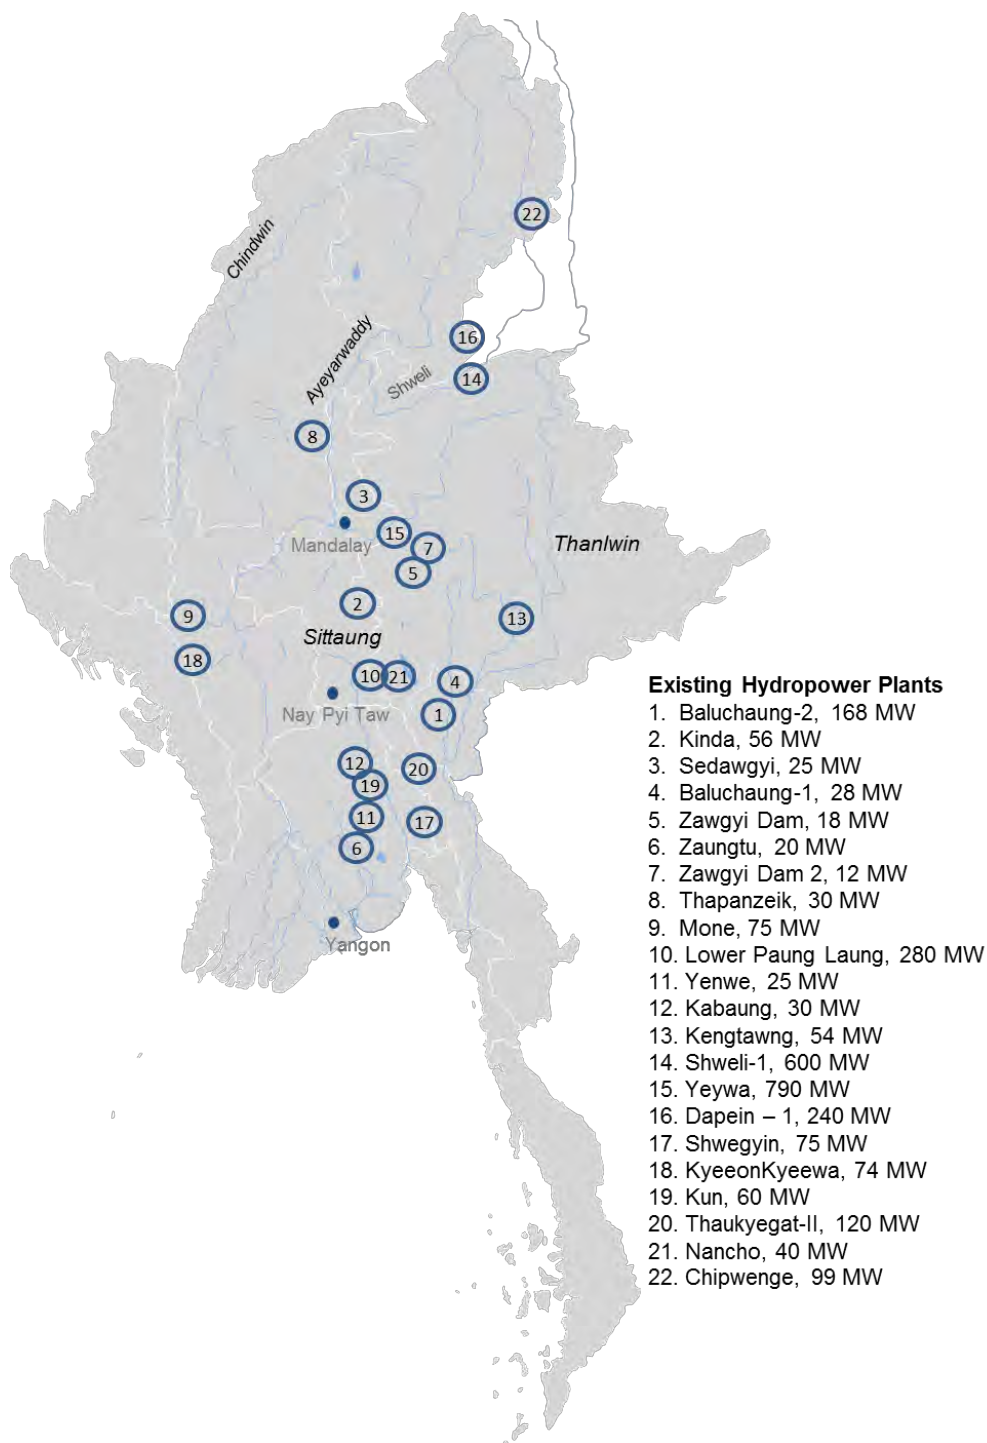 22
Chindwin
16
Ayeyarwaddy
14
Shweli
8
3
15
Mandalay
7
Thanlwin
5
2
9
13
Sittaung
18
10
21
4
Nay Pyi Taw
1
12
20
19
11
17
6
Yangon
Existing Hydropower Plants
1. Baluchaung-2, 168 MW
2. Kinda, 56 MW
3. Sedawgyi, 25 MW
4. Baluchaung-1, 28 MW
5. Zawgyi Dam, 18 MW
6. Zaungtu, 20 MW
7. Zawgyi Dam 2, 12 MW
8. Thapanzeik, 30 MW
9. Mone, 75 MW
10. Lower Paung Laung, 280 MW
11. Yenwe, 25 MW
12. Kabaung, 30 MW
13. Kengtawng, 54 MW
14. Shweli-1, 600 MW
15. Yeywa, 790 MW
16. Dapein – 1, 240 MW
17. Shwegyin, 75 MW
18. KyeeonKyeewa, 74 MW
19. Kun, 60 MW
20. Thaukyegat-II, 120 MW
21. Nancho, 40 MW
22. Chipwenge, 99 MW